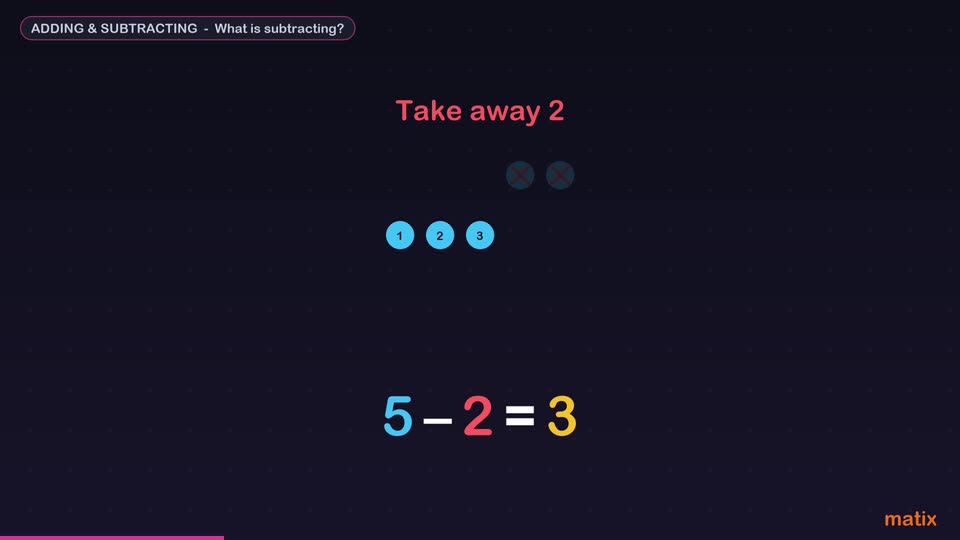 ADDING & SUBTRACTING - What is subtracting?
Take away 2
1 2 3
5 – 2 = 3
matix